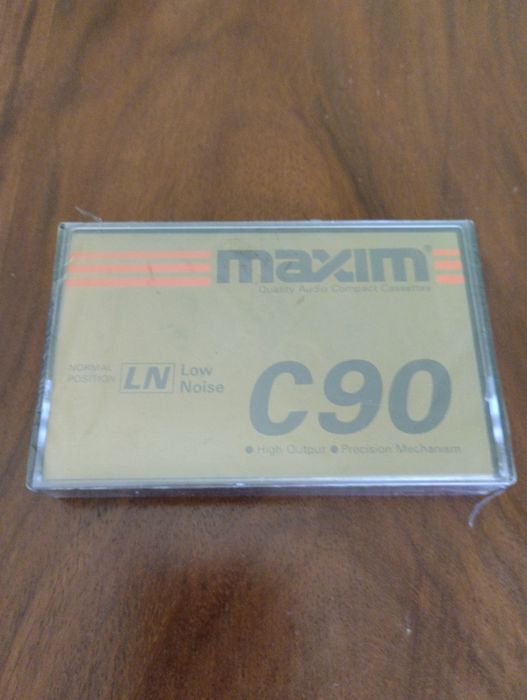 maxim®
Quality Audio Compact Cassettes
NORMAL
POSITION
LN
Low
Noise
C90
● High Output ● Precision Mechanism